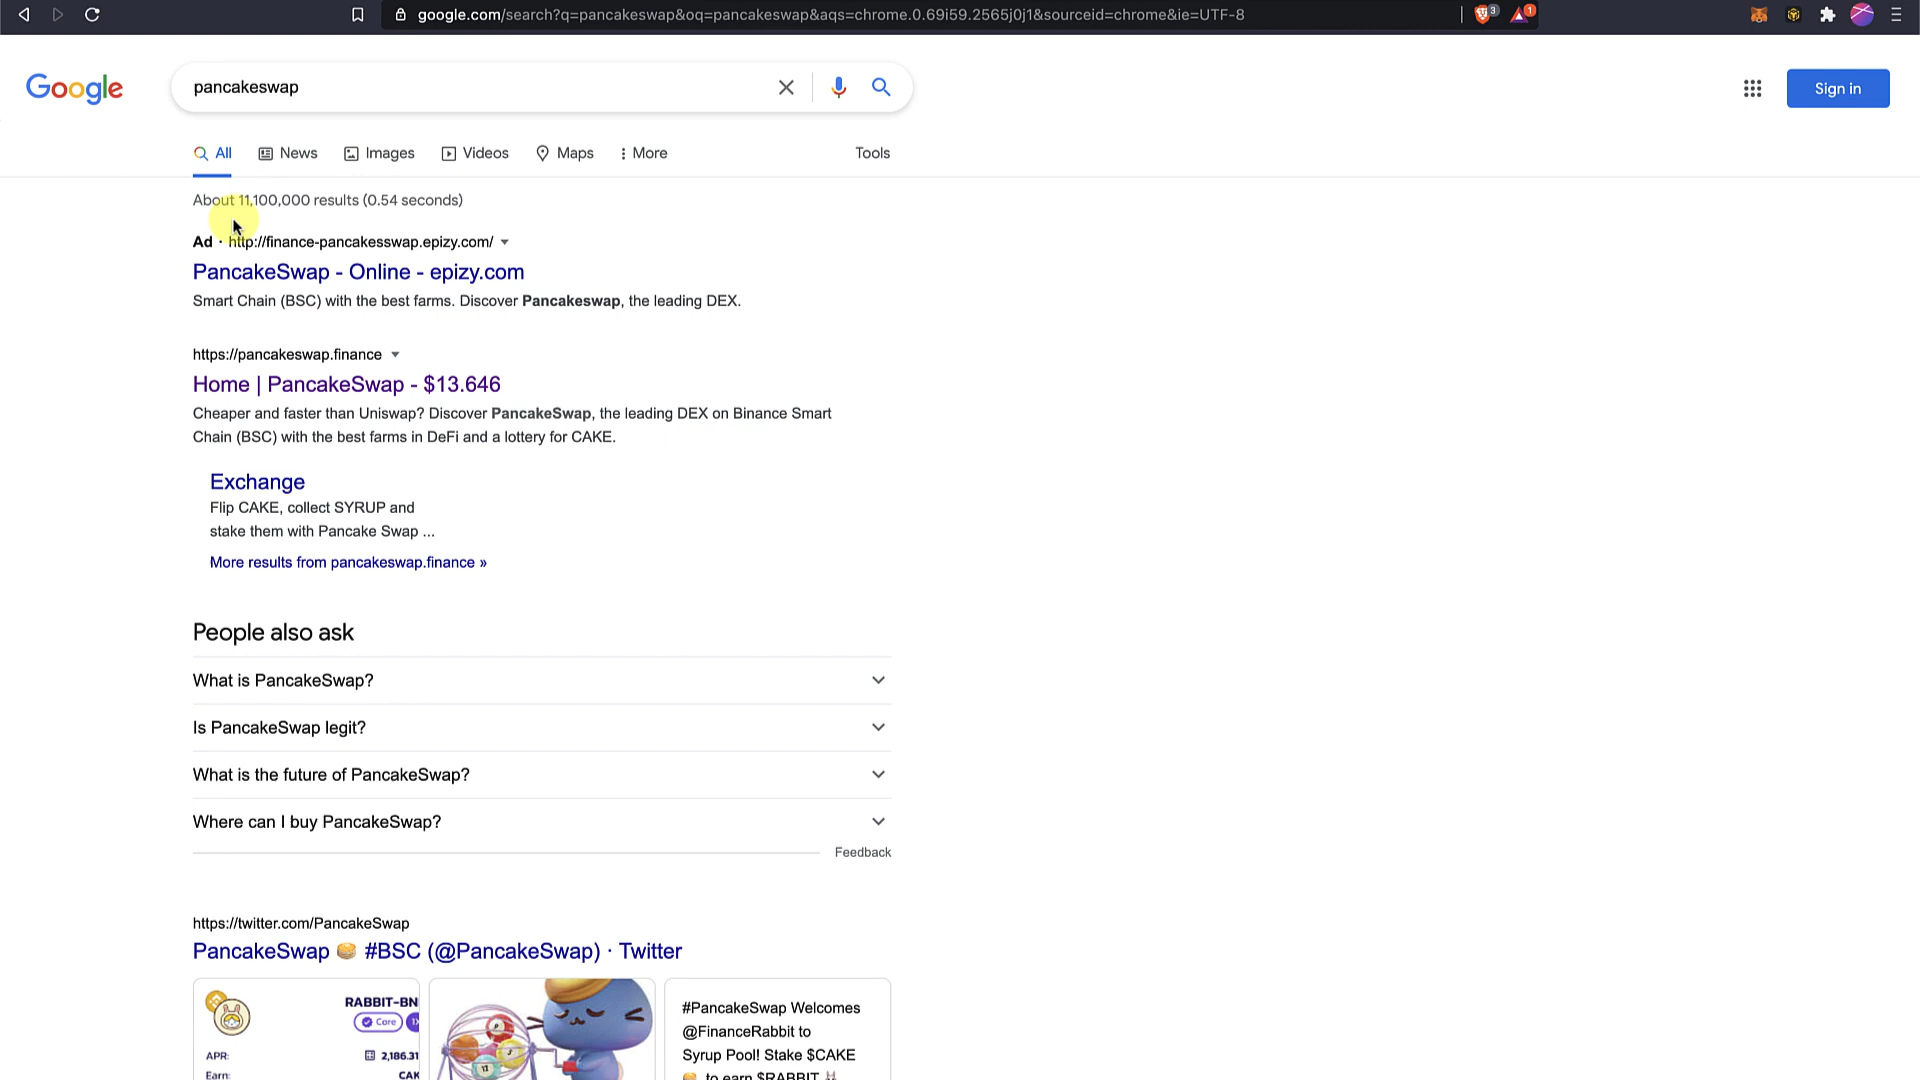 google.com/search?q=pancakeswap&oq=pancakeswap&aqs=chrome.0.69i59.2565j0j1&sourceid=chrome&ie=UTF-8
3
1
Google
pancakeswap
Sign in
All
News
Images
Videos
Maps
More
Tools
About 11,100,000 results (0.54 seconds)
Ad · http://finance-pancakesswap.epizy.com/
PancakeSwap - Online - epizy.com
Smart Chain (BSC) with the best farms. Discover Pancakeswap, the leading DEX.
https://pancakeswap.finance
Home | PancakeSwap - $13.646
Cheaper and faster than Uniswap? Discover PancakeSwap, the leading DEX on Binance Smart
Chain (BSC) with the best farms in DeFi and a lottery for CAKE.
Exchange
Flip CAKE, collect SYRUP and
stake them with Pancake Swap ...
More results from pancakeswap.finance »
People also ask
What is PancakeSwap?
Is PancakeSwap legit?
What is the future of PancakeSwap?
Where can I buy PancakeSwap?
Feedback
https://twitter.com/PancakeSwap
PancakeSwap 🥞 #BSC (@PancakeSwap) · Twitter
RABBIT-BN
Core
APR:
2,186.31
Earn:
CAK
#PancakeSwap Welcomes
@FinanceRabbit to
Syrup Pool! Stake $CAKE
🥞 to earn $RABBIT